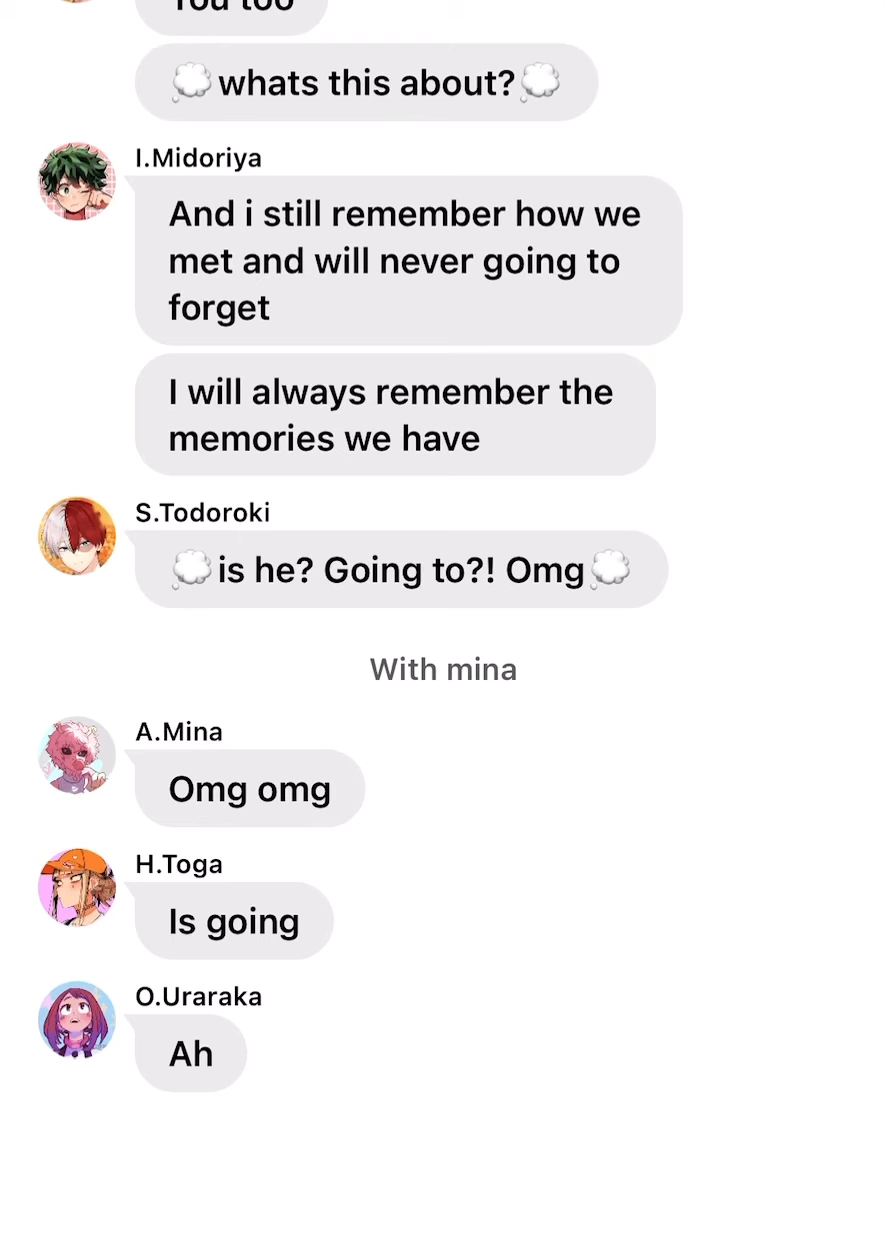 You too
💭whats this about?💭
I.Midoriya
And i still remember how we
met and will never going to
forget
I will always remember the
memories we have
S.Todoroki
💭is he? Going to?! Omg💭
With mina
A.Mina
Omg omg
H.Toga
Is going
O.Uraraka
Ah